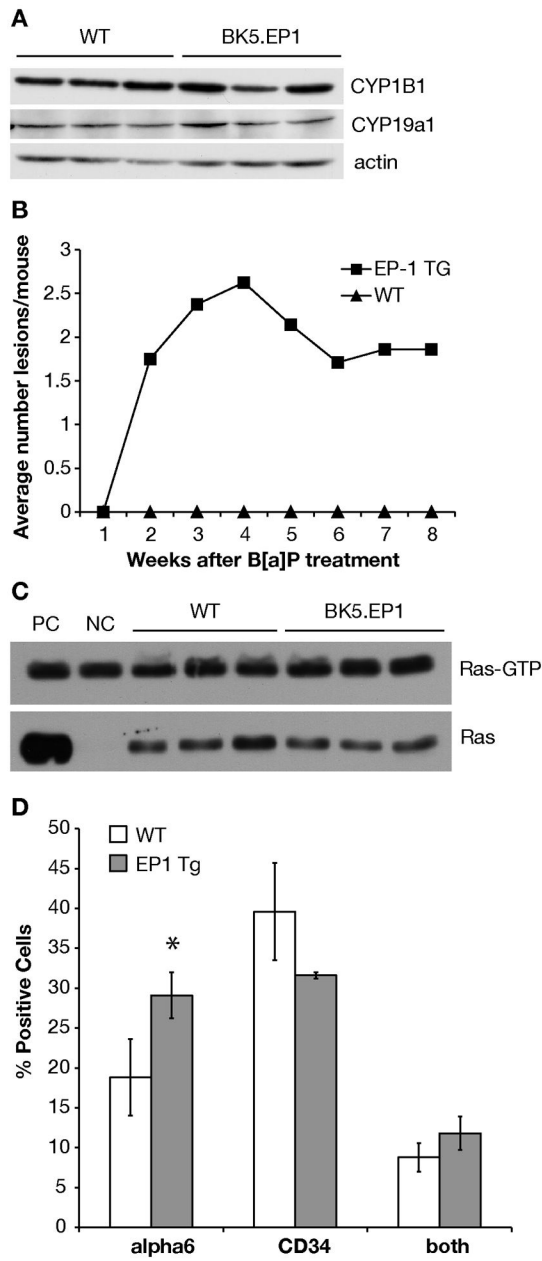 A
WT BK5.EP1
CYP1B1
CYP19a1
actin
B
Average number lesions/mouse
3
2.5
2
1.5
1
0.5
0
EP-1 TG
WT
1 2 3 4 5 6 7 8
Weeks after B[a]P treatment
C
PC NC WT BK5.EP1
Ras-GTP
Ras
D
% Positive Cells
50
45
40
35
30
25
20
15
10
5
0
WT
EP1 Tg
*
alpha6 CD34 both